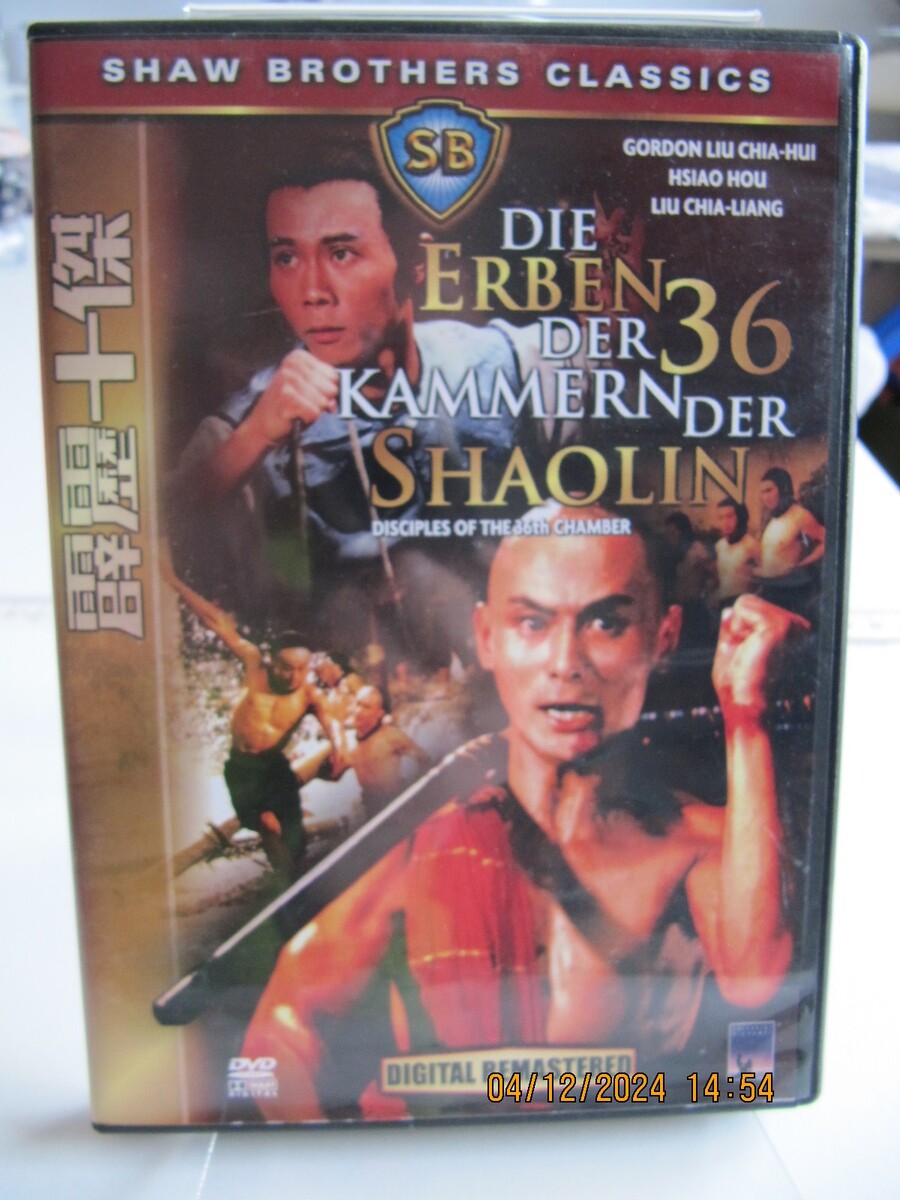 SHAW BROTHERS CLASSICS
SB
GORDON LIU CHIA-HUI
HSIAO HOU
LIU CHIA-LIANG
DIE
ERBEN
DER 36
KAMMERN DER
SHAOLIN
DISCIPLES OF THE 36th CHAMBER
霹靂十傑
DVD
DIGITAL
DIGITAL REMASTERED
04/12/2024 14:54